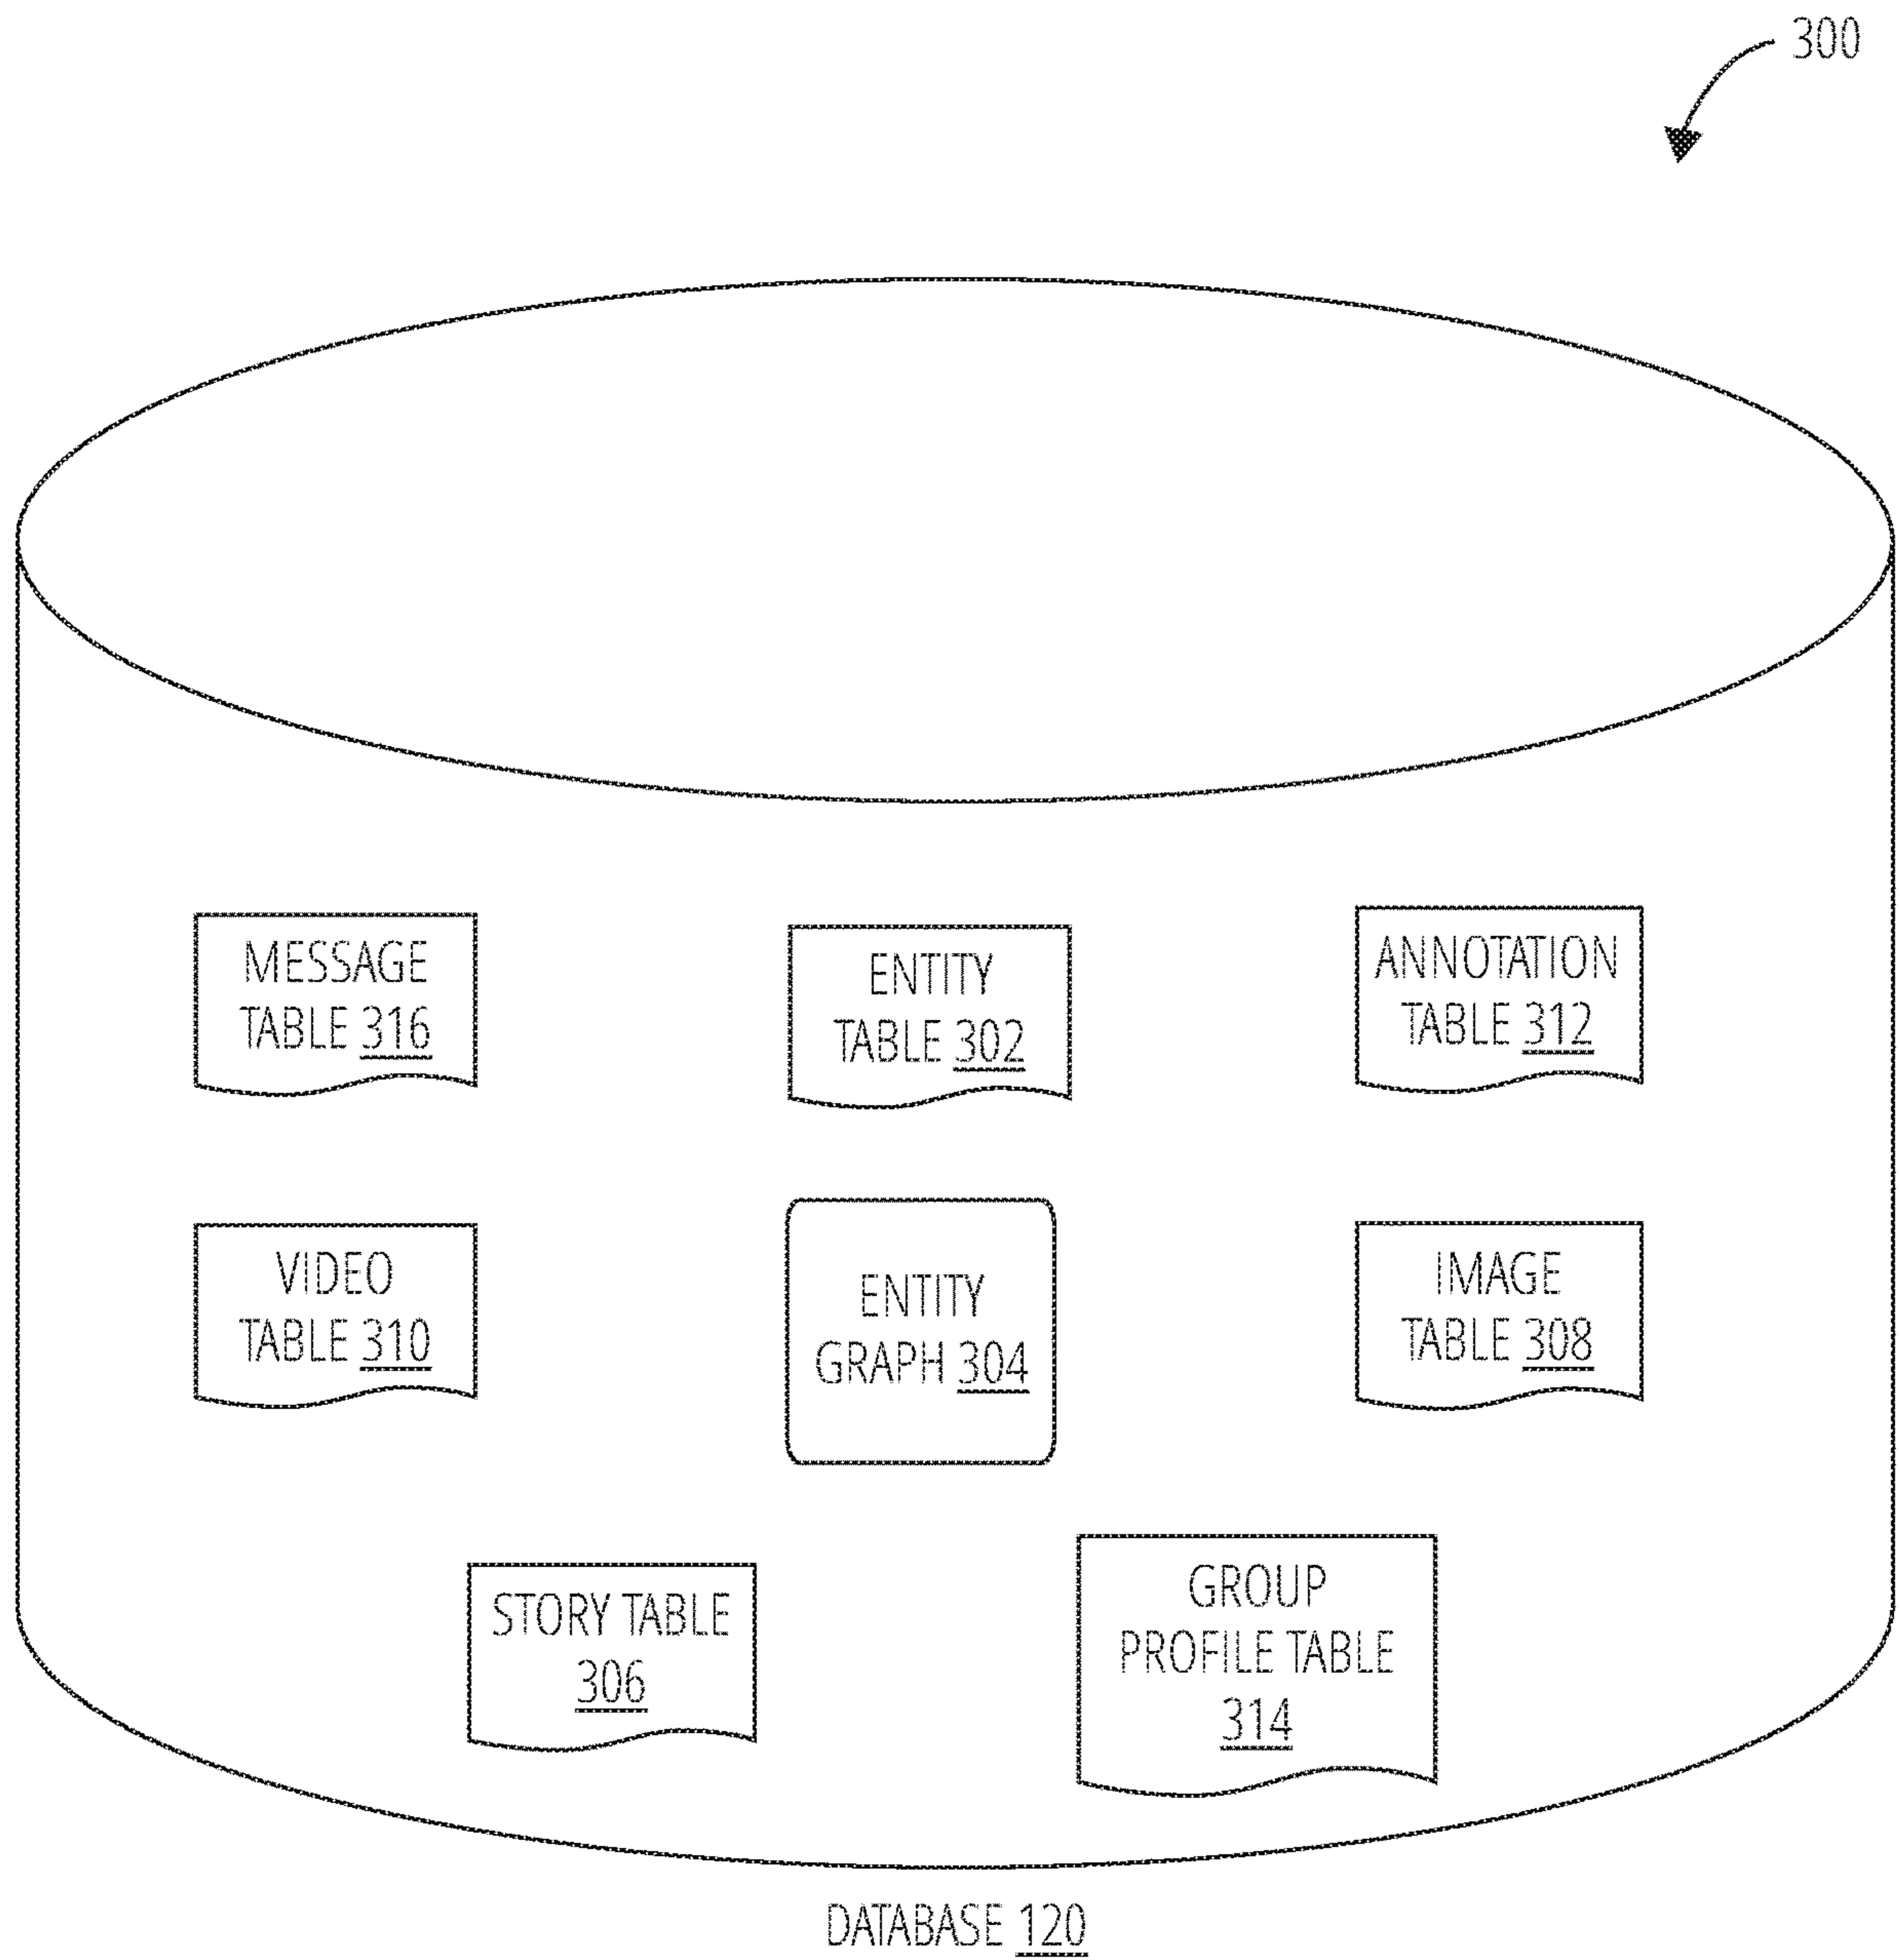 300
MESSAGE
TABLE 316
ENTITY
TABLE 302
ANNOTATION
TABLE 312
VIDEO
TABLE 310
ENTITY
GRAPH 304
IMAGE
TABLE 308
STORY TABLE
306
GROUP
PROFILE TABLE
314
DATABASE 120